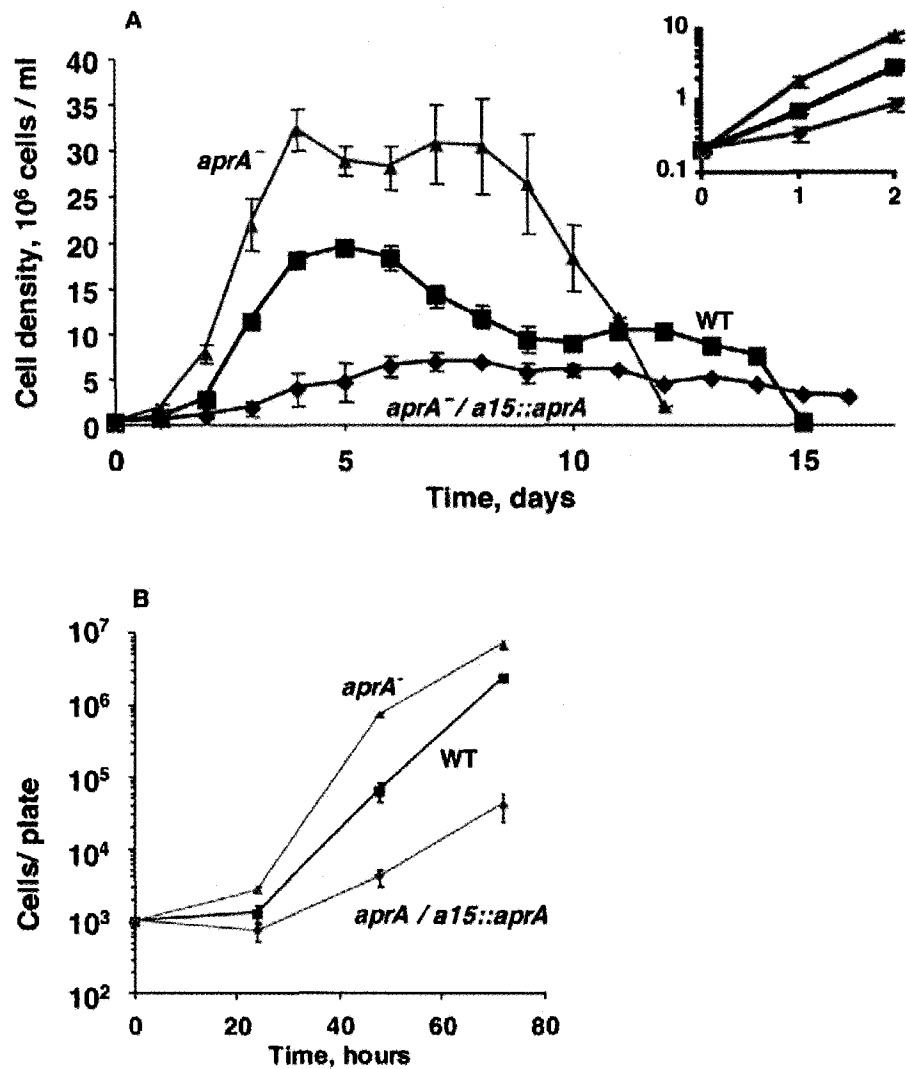 A
10
1
0.1
0 1 2
40
35
30
25
20
15
10
5
0
Cell density, 10⁶ cells / ml
aprA⁻
WT
aprA⁻/ a15::aprA
0 5 10 15
Time, days
B
10⁷
10⁶
10⁵
10⁴
10³
10²
Cells/ plate
aprA⁻
WT
aprA / a15::aprA
0 20 40 60 80
Time, hours